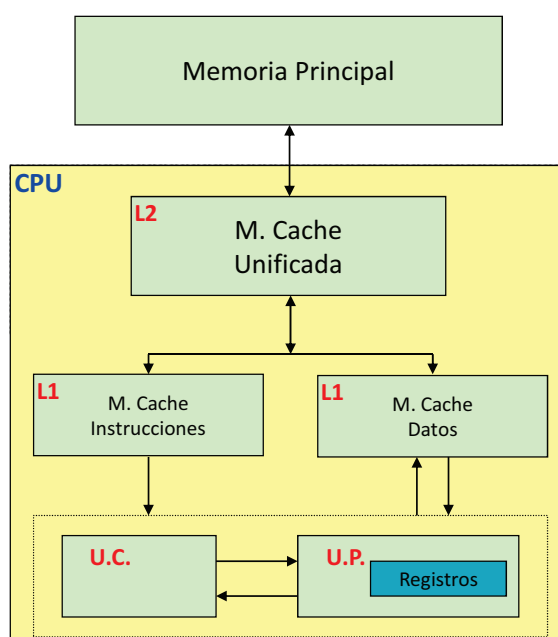 Memoria Principal
CPU
L2
M. Cache
Unificada
L1
M. Cache
Instrucciones
L1
M. Cache
Datos
U.C.
U.P.
Registros